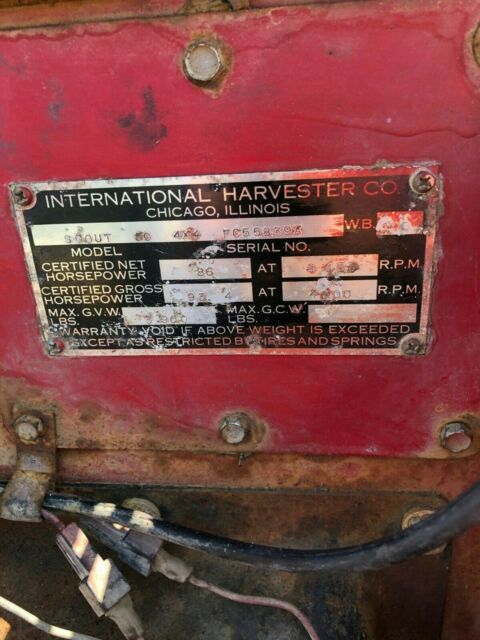 INTERNATIONAL HARVESTER CO.
CHICAGO, ILLINOIS
SCOUT 80 4X4 FC55839A W.B.
MODEL SERIAL NO.
CERTIFIED NET HORSEPOWER 86 AT R.P.M.
CERTIFIED GROSS HORSEPOWER 93.4 AT R.P.M.
MAX. G.V.W. LBS. MAX. G.C.W. LBS.
WARRANTY VOID IF ABOVE WEIGHT IS EXCEEDED
EXCEPT AS RESTRICTED BY TIRES AND SPRINGS